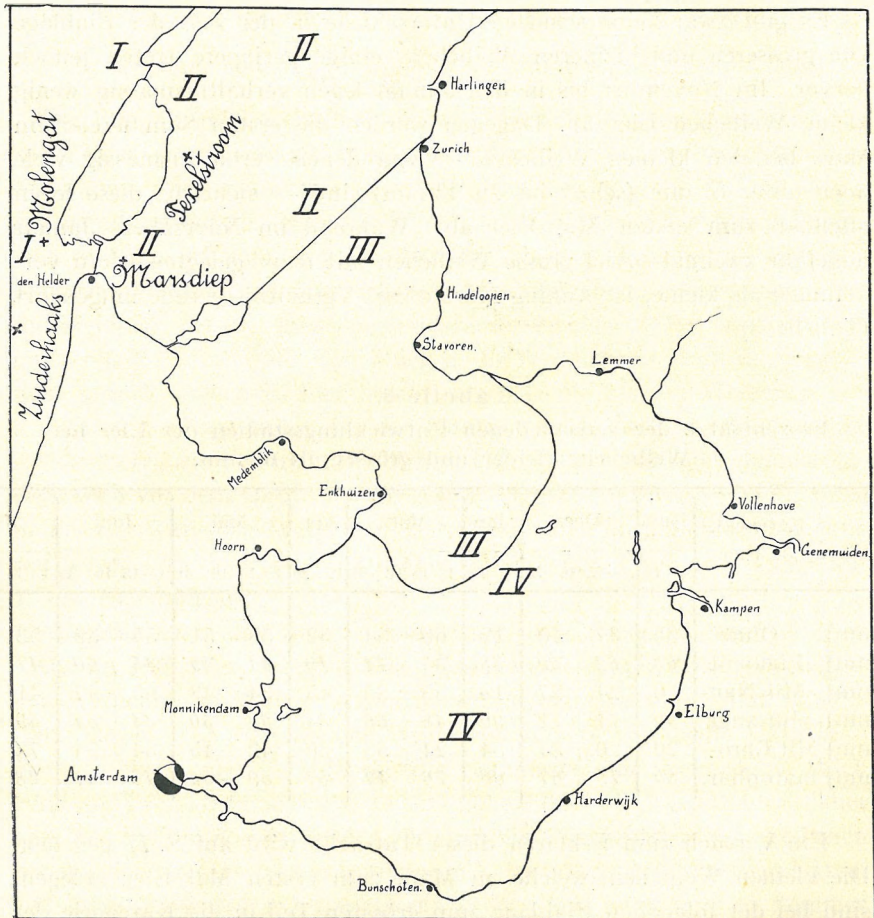 I
II
II
Harlingen
Molengat
Texelstroom
Zurich
I
II
II
III
den Helder
Marsdiep
Hindeloopen
Zuiderhaaks
Stavoren.
Lemmer
Medemblik
Enkhuizen
Vollenhove
Hoorn
III
Genemuiden.
IV
Kampen
Monnikendam
IV
Elburg
Amsterdam
Harderwijk
Bunschoten.